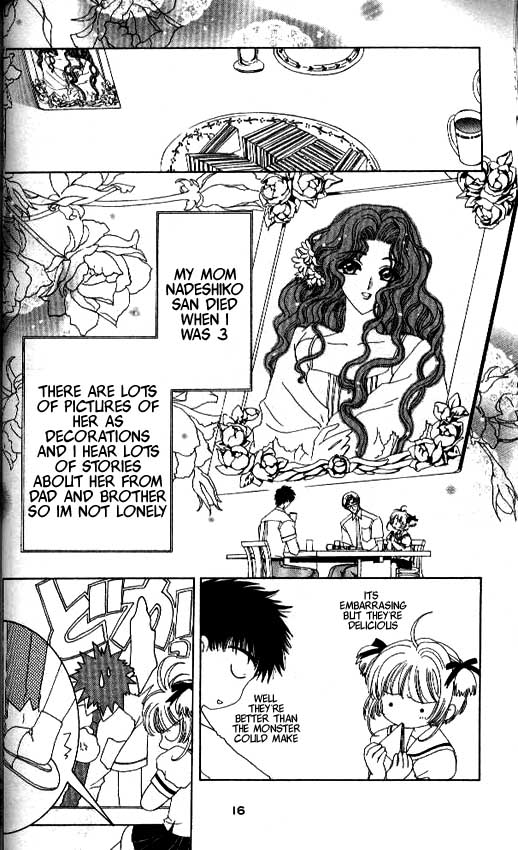 MY MOM
NADESHIKO
SAN DIED
WHEN I
WAS 3
THERE ARE LOTS
OF PICTURES OF
HER AS
DECORATIONS
AND I HEAR LOTS
OF STORIES
ABOUT HER FROM
DAD AND BROTHER
SO IM NOT LONELY
ITS
EMBARRASING
BUT THEY'RE
DELICIOUS
WELL
THEY'RE
BETTER THAN
THE MONSTER
COULD MAKE
16